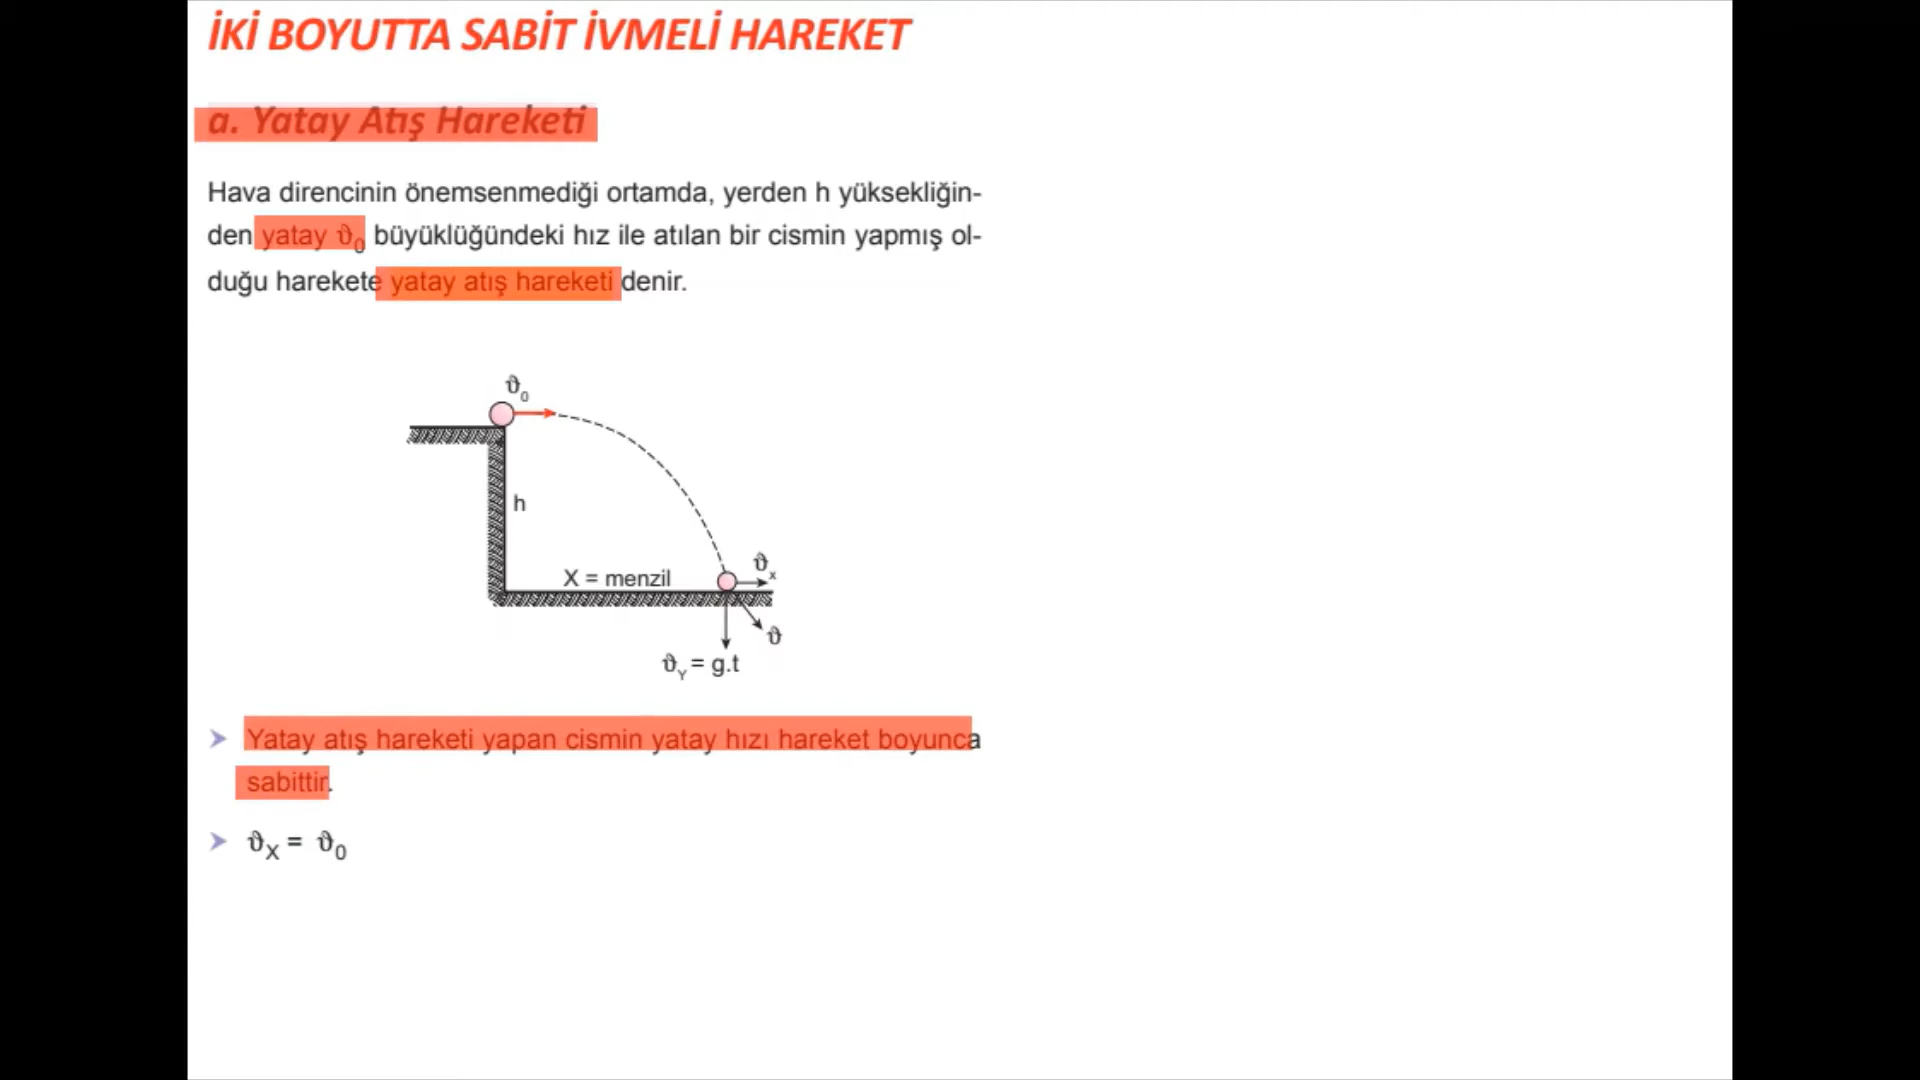 İKİ BOYUTTA SABİT İVMELİ HAREKET
a. Yatay Atış Hareketi
Hava direncinin önemsenmediği ortamda, yerden h yüksekliğin-
den yatay ϑ₀ büyüklüğündeki hız ile atılan bir cismin yapmış ol-
duğu harekete yatay atış hareketi denir.
ϑ₀
h
X = menzil
ϑₓ
ϑ
ϑY = g.t
Yatay atış hareketi yapan cismin yatay hızı hareket boyunca
sabittir.
ϑX = ϑ₀